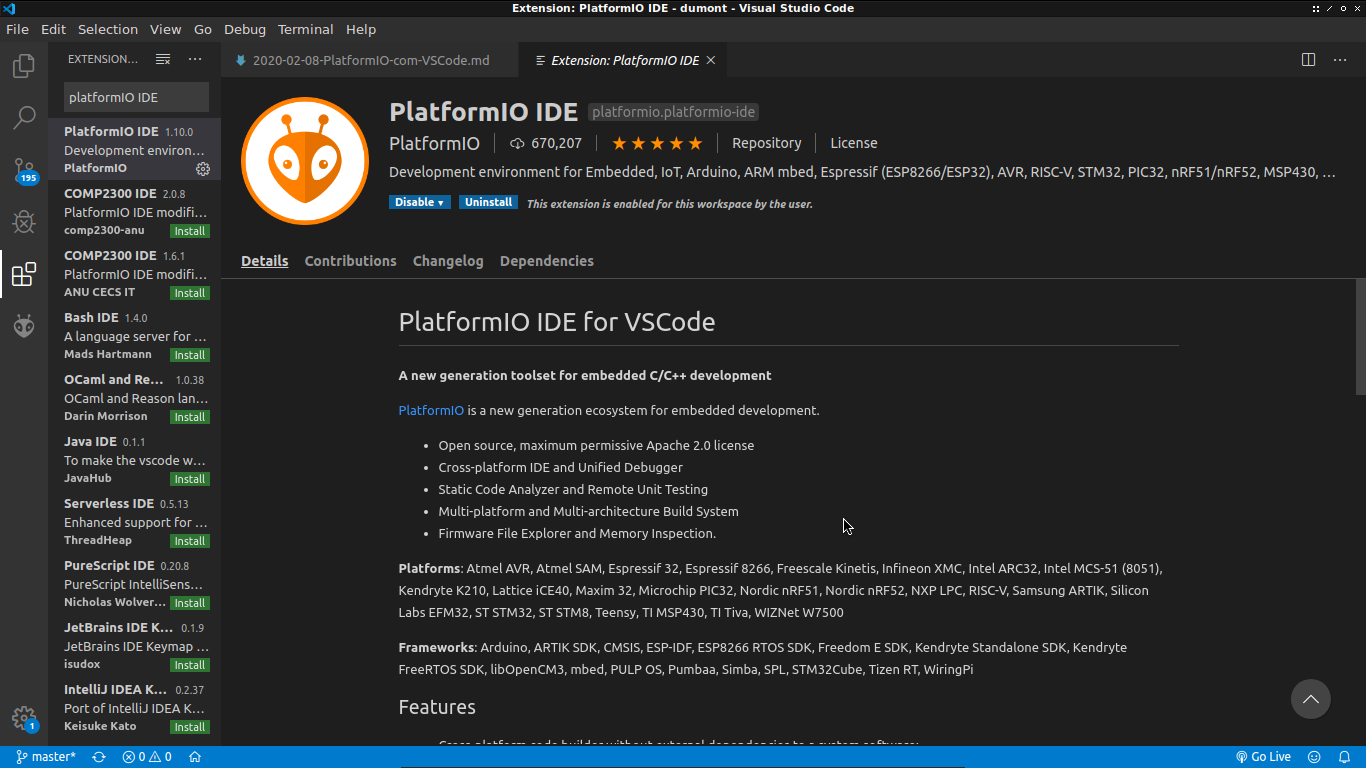 Extension: PlatformIO IDE - dumont - Visual Studio Code
File Edit Selection View Go Debug Terminal Help
EXTENSION...
2020-02-08-PlatformIO-com-VSCode.md
Extension: PlatformIO IDE
platformIO IDE
PlatformIO IDE 1.10.0
Development environ...
PlatformIO
COMP2300 IDE 2.0.8
PlatformIO IDE modifi...
comp2300-anu Install
COMP2300 IDE 1.6.1
PlatformIO IDE modifi...
ANU CECS IT Install
Bash IDE 1.4.0
A language server for ...
Mads Hartmann Install
OCaml and Re... 1.0.38
OCaml and Reason lan...
Darin Morrison Install
Java IDE 0.1.1
To make the vscode w...
JavaHub Install
Serverless IDE 0.5.13
Enhanced support for ...
ThreadHeap Install
PureScript IDE 0.20.8
PureScript IntelliSens...
Nicholas Wolver... Install
JetBrains IDE K... 0.1.9
JetBrains IDE Keymap ...
isudox Install
IntelliJ IDEA K... 0.2.37
Port of IntelliJ IDEA K...
Keisuke Kato Install
195
1
PlatformIO IDE platformio.platformio-ide
PlatformIO 670,207 Repository License
Development environment for Embedded, IoT, Arduino, ARM mbed, Espressif (ESP8266/ESP32), AVR, RISC-V, STM32, PIC32, nRF51/nRF52, MSP430, ...
Disable Uninstall This extension is enabled for this workspace by the user.
Details Contributions Changelog Dependencies
PlatformIO IDE for VSCode
A new generation toolset for embedded C/C++ development
PlatformIO is a new generation ecosystem for embedded development.
• Open source, maximum permissive Apache 2.0 license
• Cross-platform IDE and Unified Debugger
• Static Code Analyzer and Remote Unit Testing
• Multi-platform and Multi-architecture Build System
• Firmware File Explorer and Memory Inspection.
Platforms: Atmel AVR, Atmel SAM, Espressif 32, Espressif 8266, Freescale Kinetis, Infineon XMC, Intel ARC32, Intel MCS-51 (8051),
Kendryte K210, Lattice iCE40, Maxim 32, Microchip PIC32, Nordic nRF51, Nordic nRF52, NXP LPC, RISC-V, Samsung ARTIK, Silicon
Labs EFM32, ST STM32, ST STM8, Teensy, TI MSP430, TI Tiva, WIZNet W7500
Frameworks: Arduino, ARTIK SDK, CMSIS, ESP-IDF, ESP8266 RTOS SDK, Freedom E SDK, Kendryte Standalone SDK, Kendryte
FreeRTOS SDK, libOpenCM3, mbed, PULP OS, Pumbaa, Simba, SPL, STM32Cube, Tizen RT, WiringPi
Features
Cross-platform code builder without external dependencies to a system software:
master* 0 0 Go Live